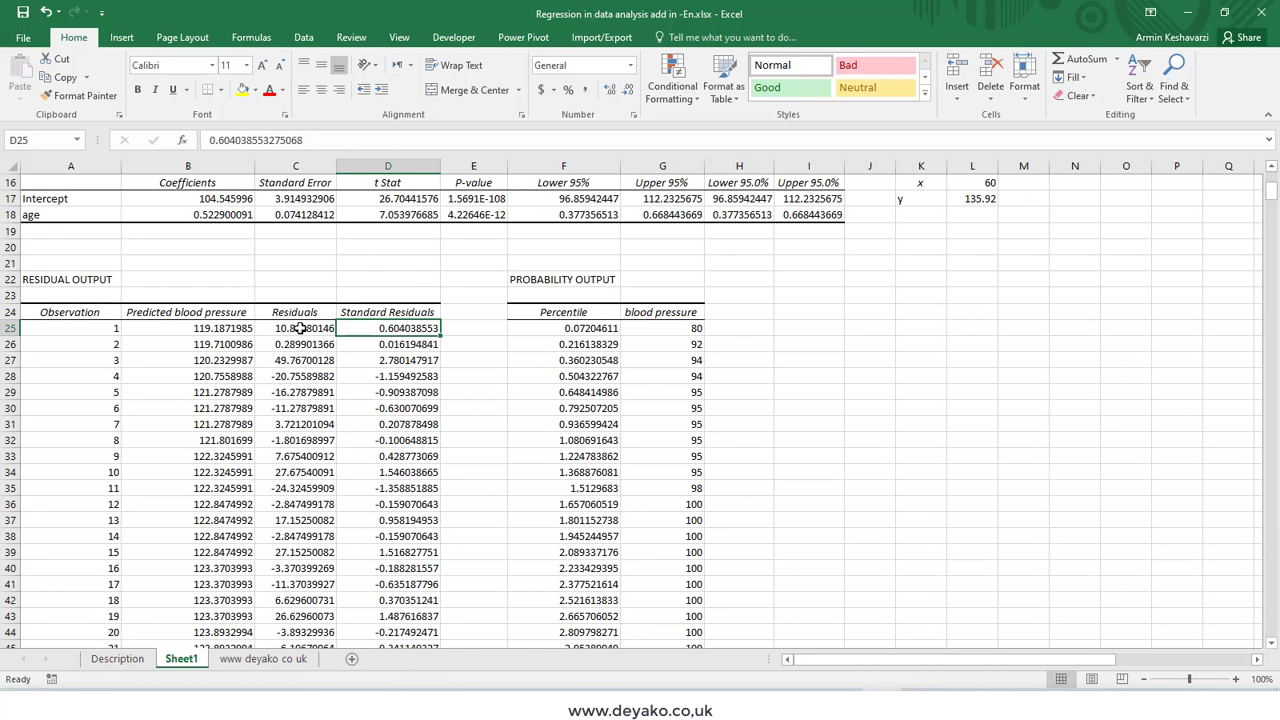 Regression in data analysis add in -En.xlsx - Excel
File Home Insert Page Layout Formulas Data Review View Developer Power Pivot Import/Export Tell me what you want to do... Armin Keshavarzi Share
Paste Cut Copy Format Painter Calibri 11 B I U A Wrap Text Merge & Center General $ % , Conditional Formatting Format as Table Normal Bad Good Neutral Insert Delete Format AutoSum Fill Clear Sort & Filter Find & Select
Clipboard Font Alignment Number Styles Cells Editing
D25 fx 0.604038553275068
A B C D E F G H I J K L M N O P Q
16 Coefficients Standard Error t Stat P-value Lower 95% Upper 95% Lower 95.0% Upper 95.0% x 60
17 Intercept 104.545996 3.914932906 26.70441576 1.5691E-108 96.85942447 112.2325675 96.85942447 112.2325675 y 135.92
18 age 0.522900091 0.074128412 7.053976685 4.22646E-12 0.377356513 0.668443669 0.377356513 0.668443669
19
20
21
22 RESIDUAL OUTPUT PROBABILITY OUTPUT
23
24 Observation Predicted blood pressure Residuals Standard Residuals Percentile blood pressure
25 1 119.1871985 0.604038553 0.07204611 80
26 2 119.7100986 0.289901366 0.016194841 0.216138329 92
27 3 120.2329987 49.76700128 2.780147917 0.360230548 94
28 4 120.7558988 -20.75589882 -1.159492583 0.504322767 94
29 5 121.2787989 -16.27879891 -0.909387098 0.648414986 95
30 6 121.2787989 -11.27879891 -0.630070699 0.792507205 95
31 7 121.2787989 3.721201094 0.207878498 0.936599424 95
32 8 121.801699 -1.801698997 -0.100648815 1.080691643 95
33 9 122.3245991 7.675400912 0.428773069 1.224783862 95
34 10 122.3245991 27.67540091 1.546038665 1.368876081 95
35 11 122.3245991 -24.32459909 -1.358851885 1.5129683 98
36 12 122.8474992 -2.847499178 -0.159070643 1.657060519 100
37 13 122.8474992 17.15250082 0.958194953 1.801152738 100
38 14 122.8474992 -2.847499178 -0.159070643 1.945244957 100
39 15 122.8474992 27.15250082 1.516827751 2.089337176 100
40 16 123.3703993 -3.370399269 -0.188281557 2.233429395 100
41 17 123.3703993 -11.37039927 -0.635187796 2.377521614 100
42 18 123.3703993 6.629600731 0.370351241 2.521613833 100
43 19 123.3703993 26.62960073 1.487616837 2.665706052 100
44 20 123.8932994 -3.89329936 -0.217492471 2.809798271 100
Description Sheet1 www deyako co uk
Ready 100%
www.deyako.co,uk